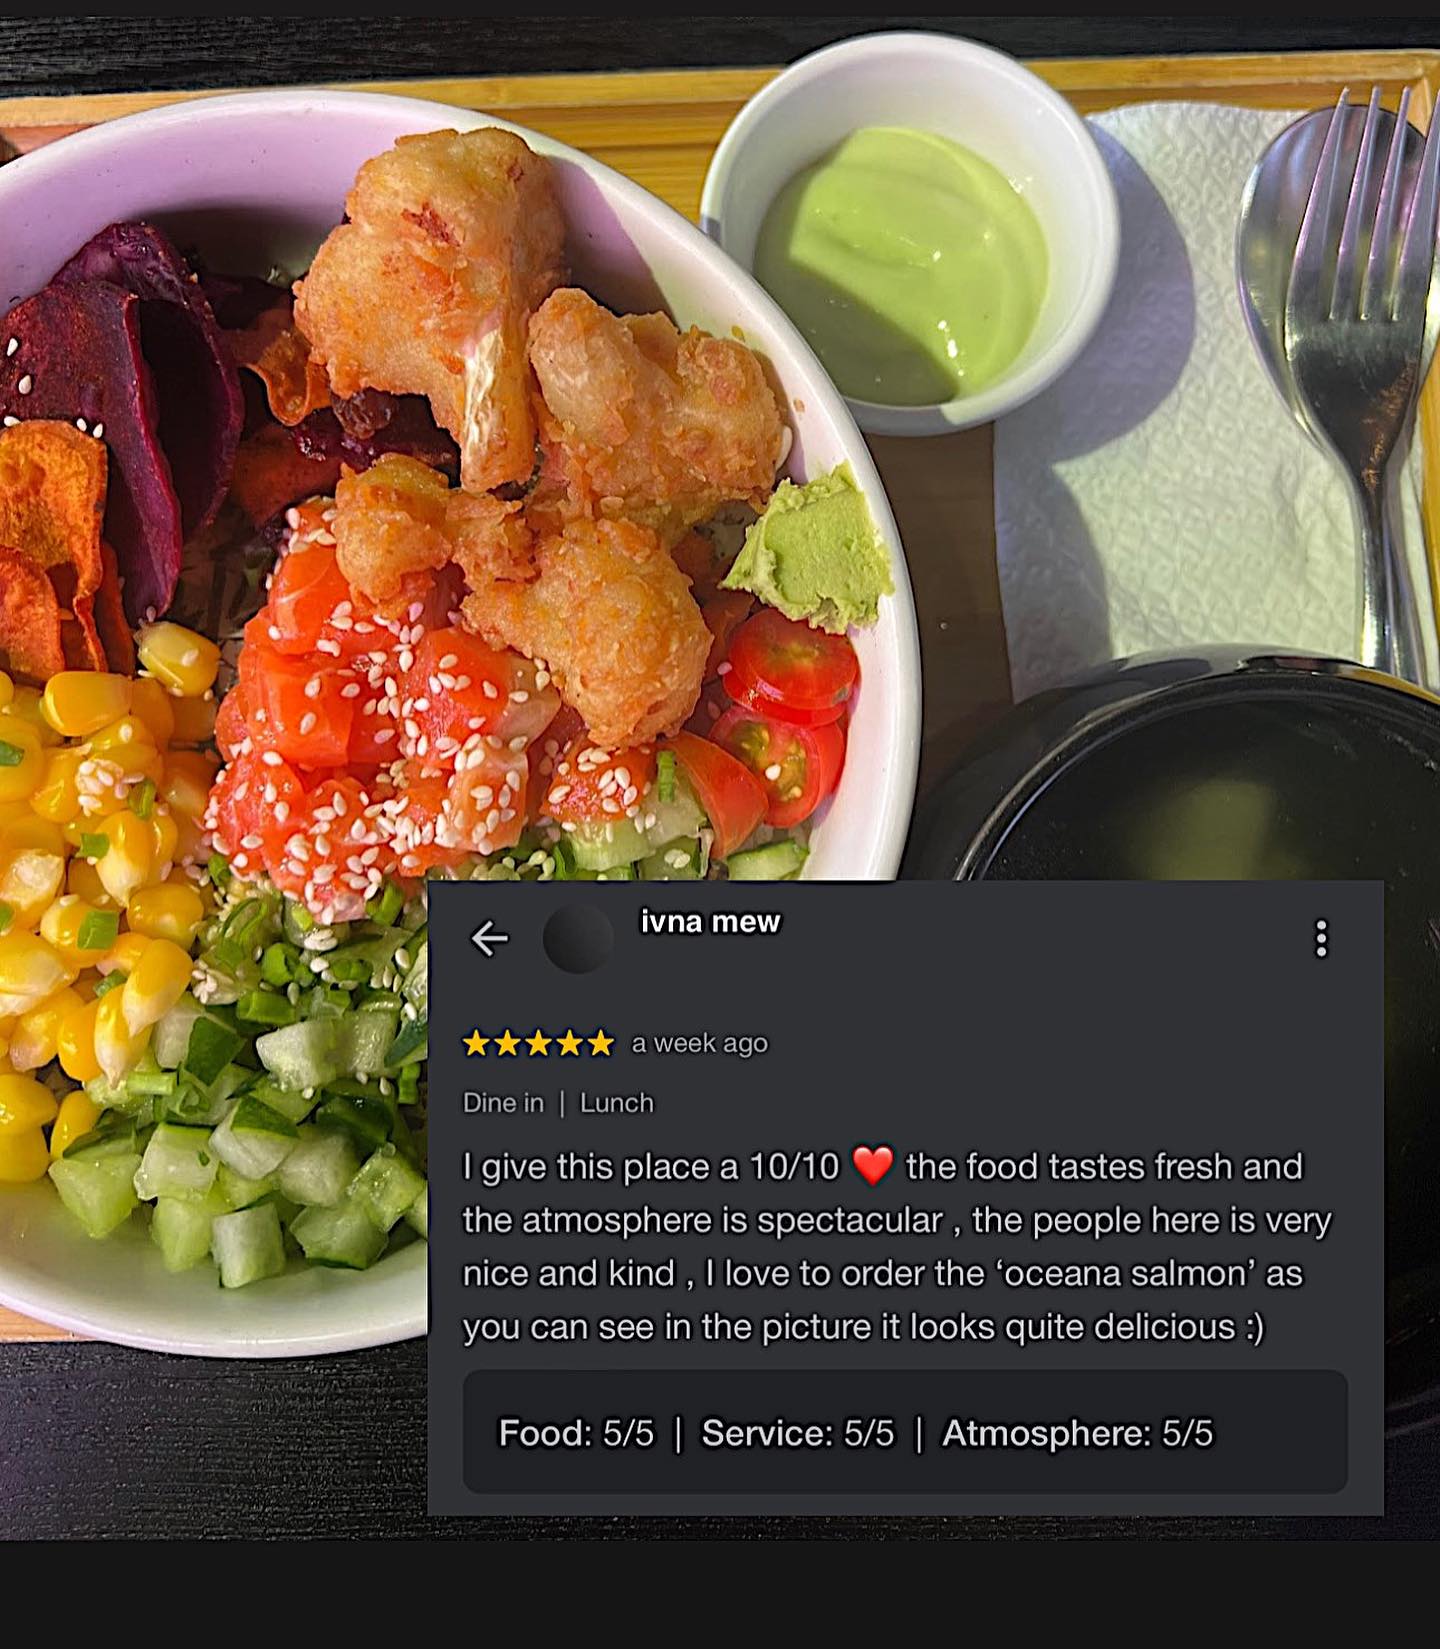 ivna mew
★★★★★ a week ago
Dine in | Lunch
I give this place a 10/10 ❤️ the food tastes fresh and
the atmosphere is spectacular , the people here is very
nice and kind , I love to order the ‘oceana salmon’ as
you can see in the picture it looks quite delicious :)
Food: 5/5 | Service: 5/5 | Atmosphere: 5/5